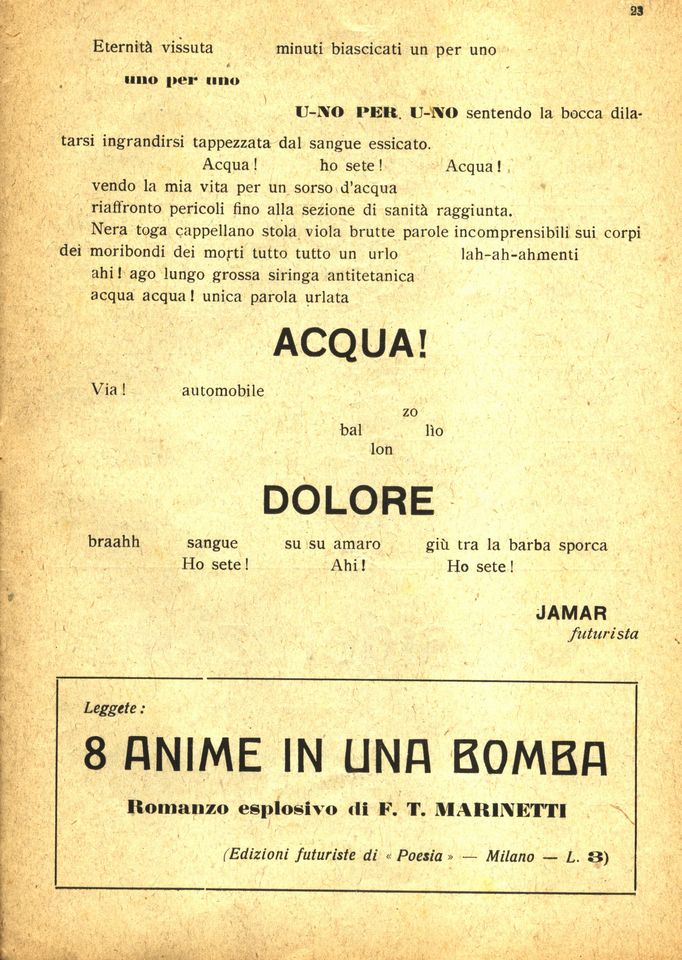 23
Eternità vissuta minuti biascicati un per uno
uno per uno
U-NO PER. U-NO sentendo la bocca dila-
tarsi ingrandirsi tappezzata dal sangue essicato.
Acqua! ho sete! Acqua!
vendo la mia vita per un sorso d'acqua
riaffronto pericoli fino alla sezione di sanità raggiunta.
Nera toga cappellano stola viola brutte parole incomprensibili sui corpi
dei moribondi dei morti tutto tutto un urlo lah-ah-ahmenti
ahi! ago lungo grossa siringa antitetanica
acqua acqua! unica parola urlata
ACQUA!
Via! automobile
zo
bal lìo
lon
DOLORE
braahh sangue su su amaro giù tra la barba sporca
Ho sete! Ahi! Ho sete!
JAMAR
futurista
Leggete:
8 ANIME IN UNA BOMBA
Romanzo esplosivo di F. T. MARINETTI
(Edizioni futuriste di « Poesia » — Milano — L. 3)